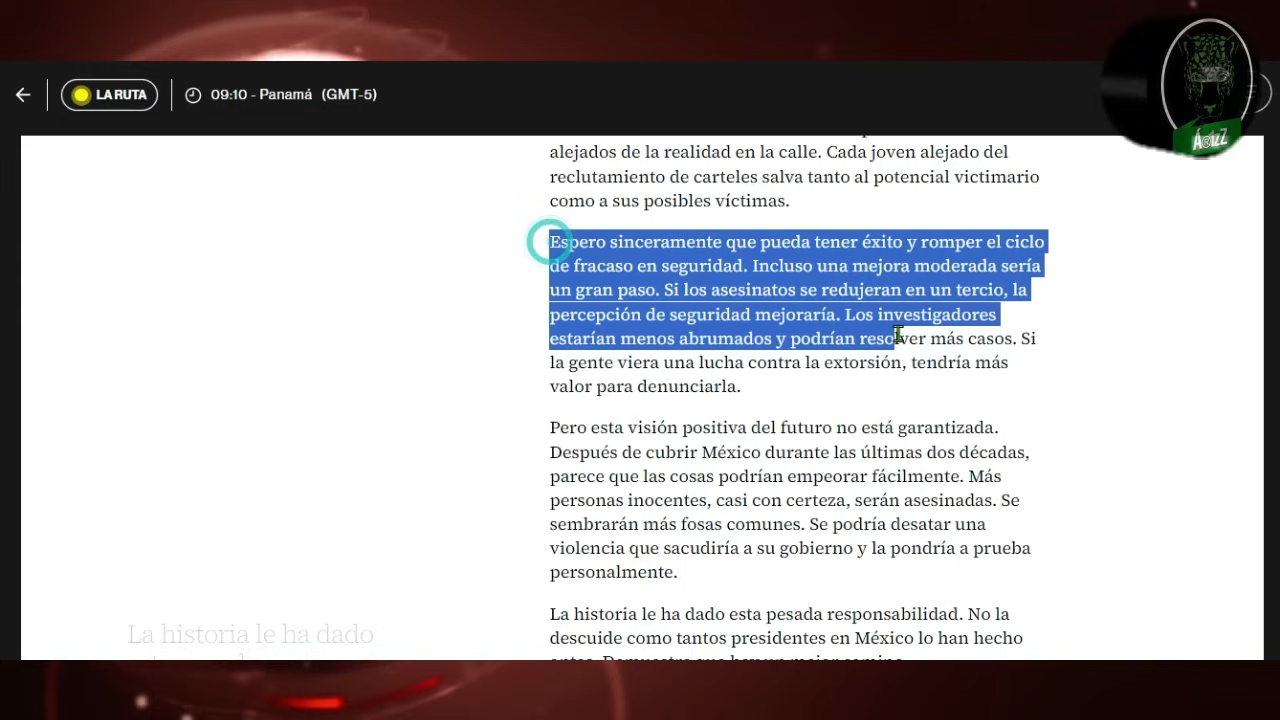 LA RUTA
09:10 - Panamá (GMT-5)
Á®IZZ
alejados de la realidad en la calle. Cada joven alejado del
reclutamiento de carteles salva tanto al potencial victimario
como a sus posibles víctimas.
Espero sinceramente que pueda tener éxito y romper el ciclo
de fracaso en seguridad. Incluso una mejora moderada sería
un gran paso. Si los asesinatos se redujeran en un tercio, la
percepción de seguridad mejoraría. Los investigadores
estarían menos abrumados y podrían resolver más casos. Si
la gente viera una lucha contra la extorsión, tendría más
valor para denunciarla.
Pero esta visión positiva del futuro no está garantizada.
Después de cubrir México durante las últimas dos décadas,
parece que las cosas podrían empeorar fácilmente. Más
personas inocentes, casi con certeza, serán asesinadas. Se
sembrarán más fosas comunes. Se podría desatar una
violencia que sacudiría a su gobierno y la pondría a prueba
personalmente.
La historia le ha dado esta pesada responsabilidad. No la
descuide como tantos presidentes en México lo han hecho
La historia le ha dado